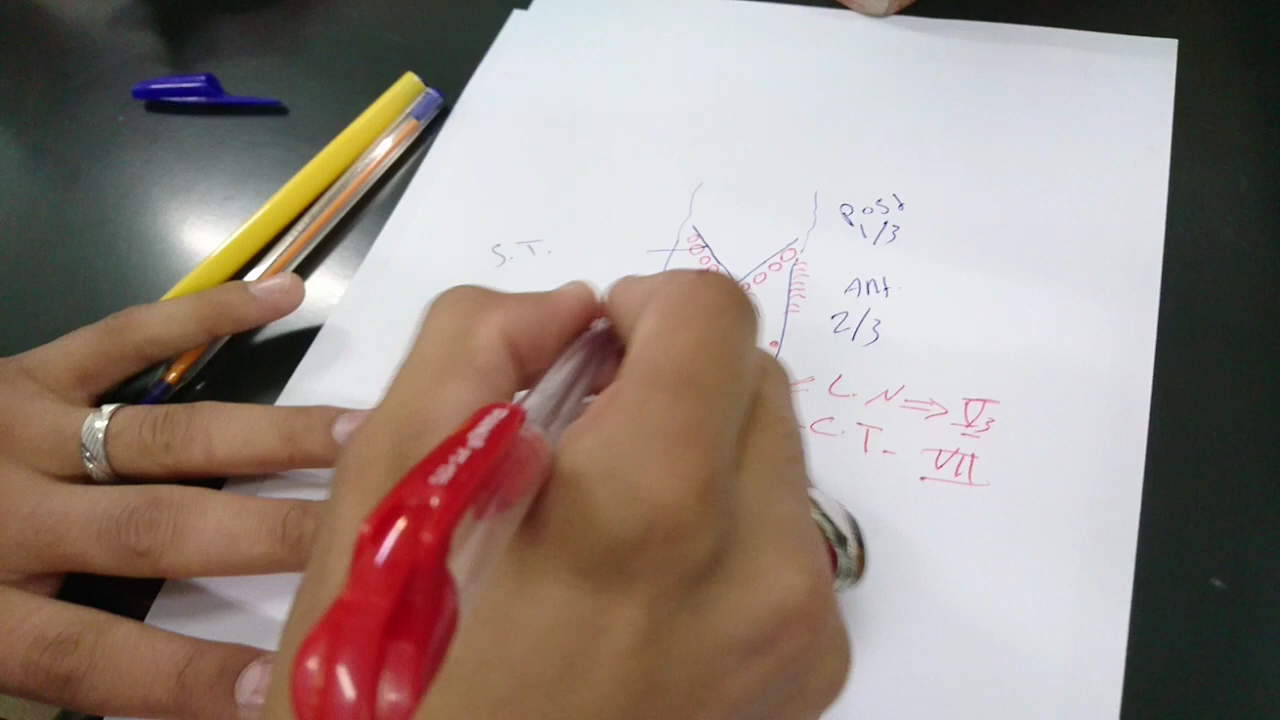 Post
1/3
S.T.
Ant.
2/3
L.N ⇒ V3
C.T. VII